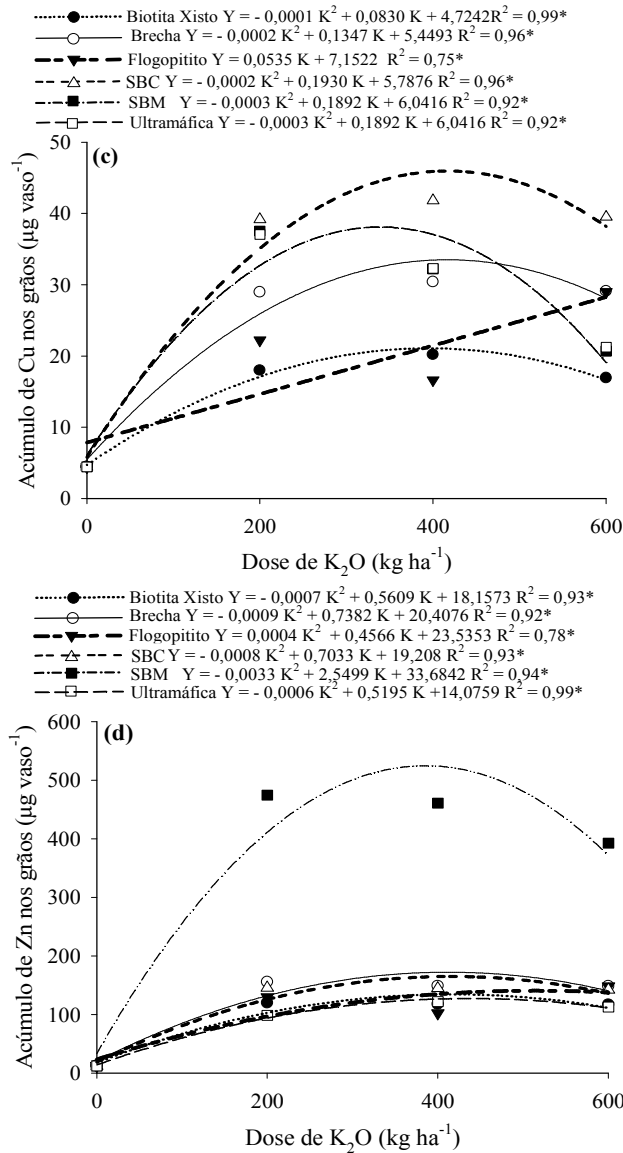 Biotita Xisto Y = - 0,0001 K² + 0,0830 K + 4,7242R² = 0,99*
Brecha Y = - 0,0002 K² + 0,1347 K + 5,4493 R² = 0,96*
Flogopitito Y = 0,0535 K + 7,1522 R² = 0,75*
SBC Y = - 0,0002 K² + 0,1930 K + 5,7876 R² = 0,96*
SBM Y = - 0,0003 K² + 0,1892 K + 6,0416 R² = 0,92*
Ultramáfica Y = - 0,0003 K² + 0,1892 K + 6,0416 R² = 0,92*
(c)
50
40
30
20
10
0
Acúmulo de Cu nos grãos (µg vaso⁻¹)
0 200 400 600
Dose de K₂O (kg ha⁻¹)
Biotita Xisto Y = - 0,0007 K² + 0,5609 K + 18,1573 R² = 0,93*
Brecha Y = - 0,0009 K² + 0,7382 K + 20,4076 R² = 0,92*
Flogopitito Y = 0,0004 K² + 0,4566 K + 23,5353 R² = 0,78*
SBC Y = - 0,0008 K² + 0,7033 K + 19,208 R² = 0,93*
SBM Y = - 0,0033 K² + 2,5499 K + 33,6842 R² = 0,94*
Ultramáfica Y = - 0,0006 K² + 0,5195 K +14,0759 R² = 0,99*
(d)
600
500
400
300
200
100
0
Acúmulo de Zn nos grãos (µg vaso⁻¹)
0 200 400 600
Dose de K₂O (kg ha⁻¹)